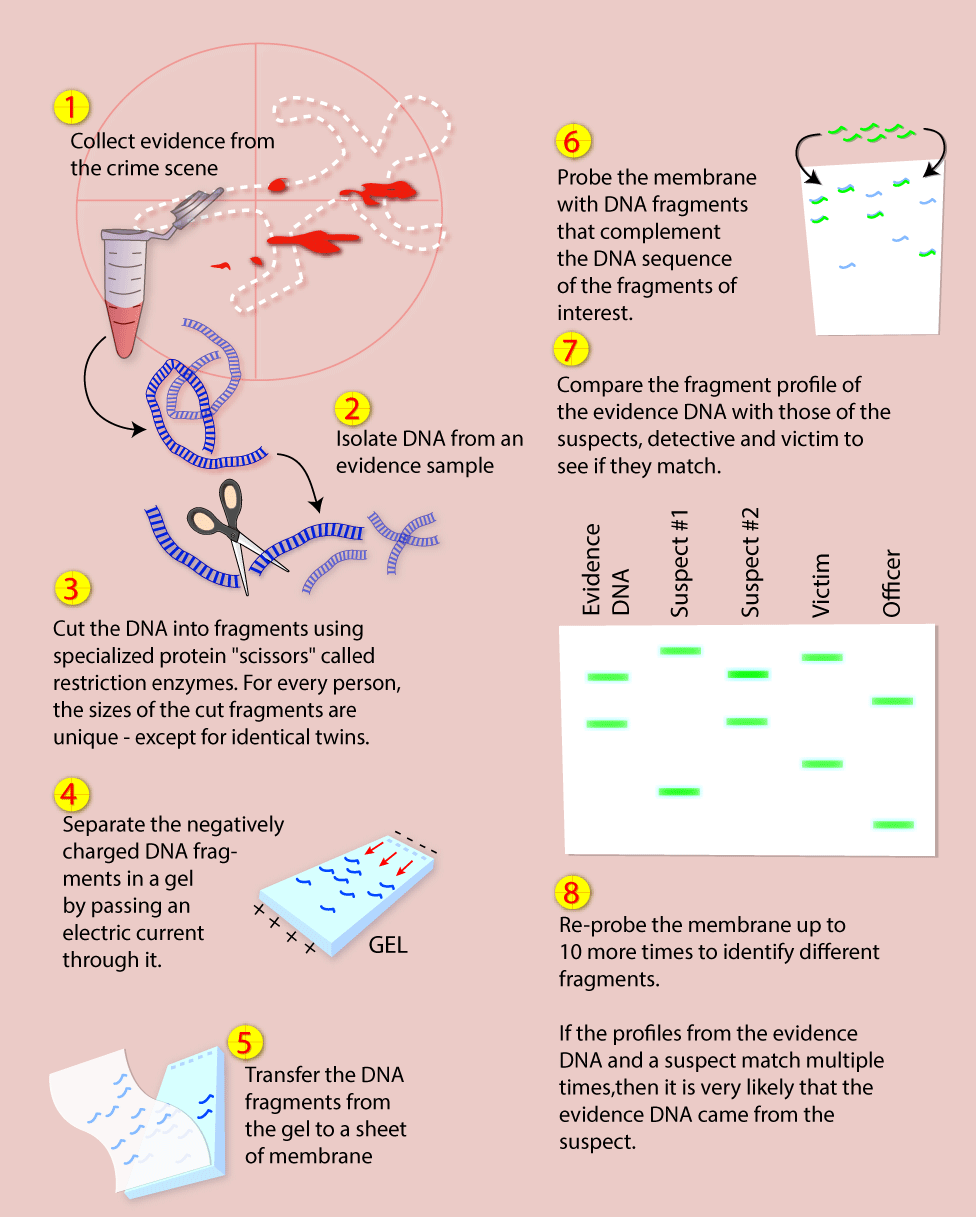 1
Collect evidence from
the crime scene
2
Isolate DNA from an
evidence sample
3
Cut the DNA into fragments using
specialized protein "scissors" called
restriction enzymes. For every person,
the sizes of the cut fragments are
unique - except for identical twins.
4
Separate the negatively
charged DNA frag-
ments in a gel
by passing an
electric current
through it.
- - - -
+ + + +
GEL
5
Transfer the DNA
fragments from
the gel to a sheet
of membrane
6
Probe the membrane
with DNA fragments
that complement
the DNA sequence
of the fragments of
interest.
7
Compare the fragment profile of
the evidence DNA with those of the
suspects, detective and victim to
see if they match.
Evidence
DNA
Suspect #1
Suspect #2
Victim
Officer
8
Re-probe the membrane up to
10 more times to identify different
fragments.
If the profiles from the evidence
DNA and a suspect match multiple
times,then it is very likely that the
evidence DNA came from the
suspect.